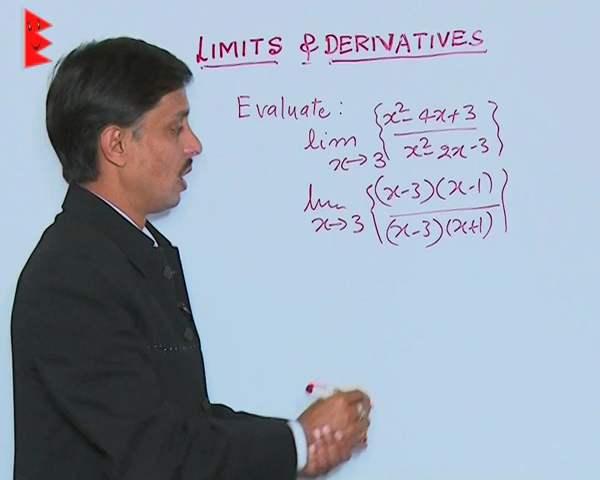 LIMITS & DERIVATIVES
Evaluate:
lim x→3 { x²-4x+3 / x²-2x-3 }
lim x→3 { (x-3)(x-1) / (x-3)(x+1) }